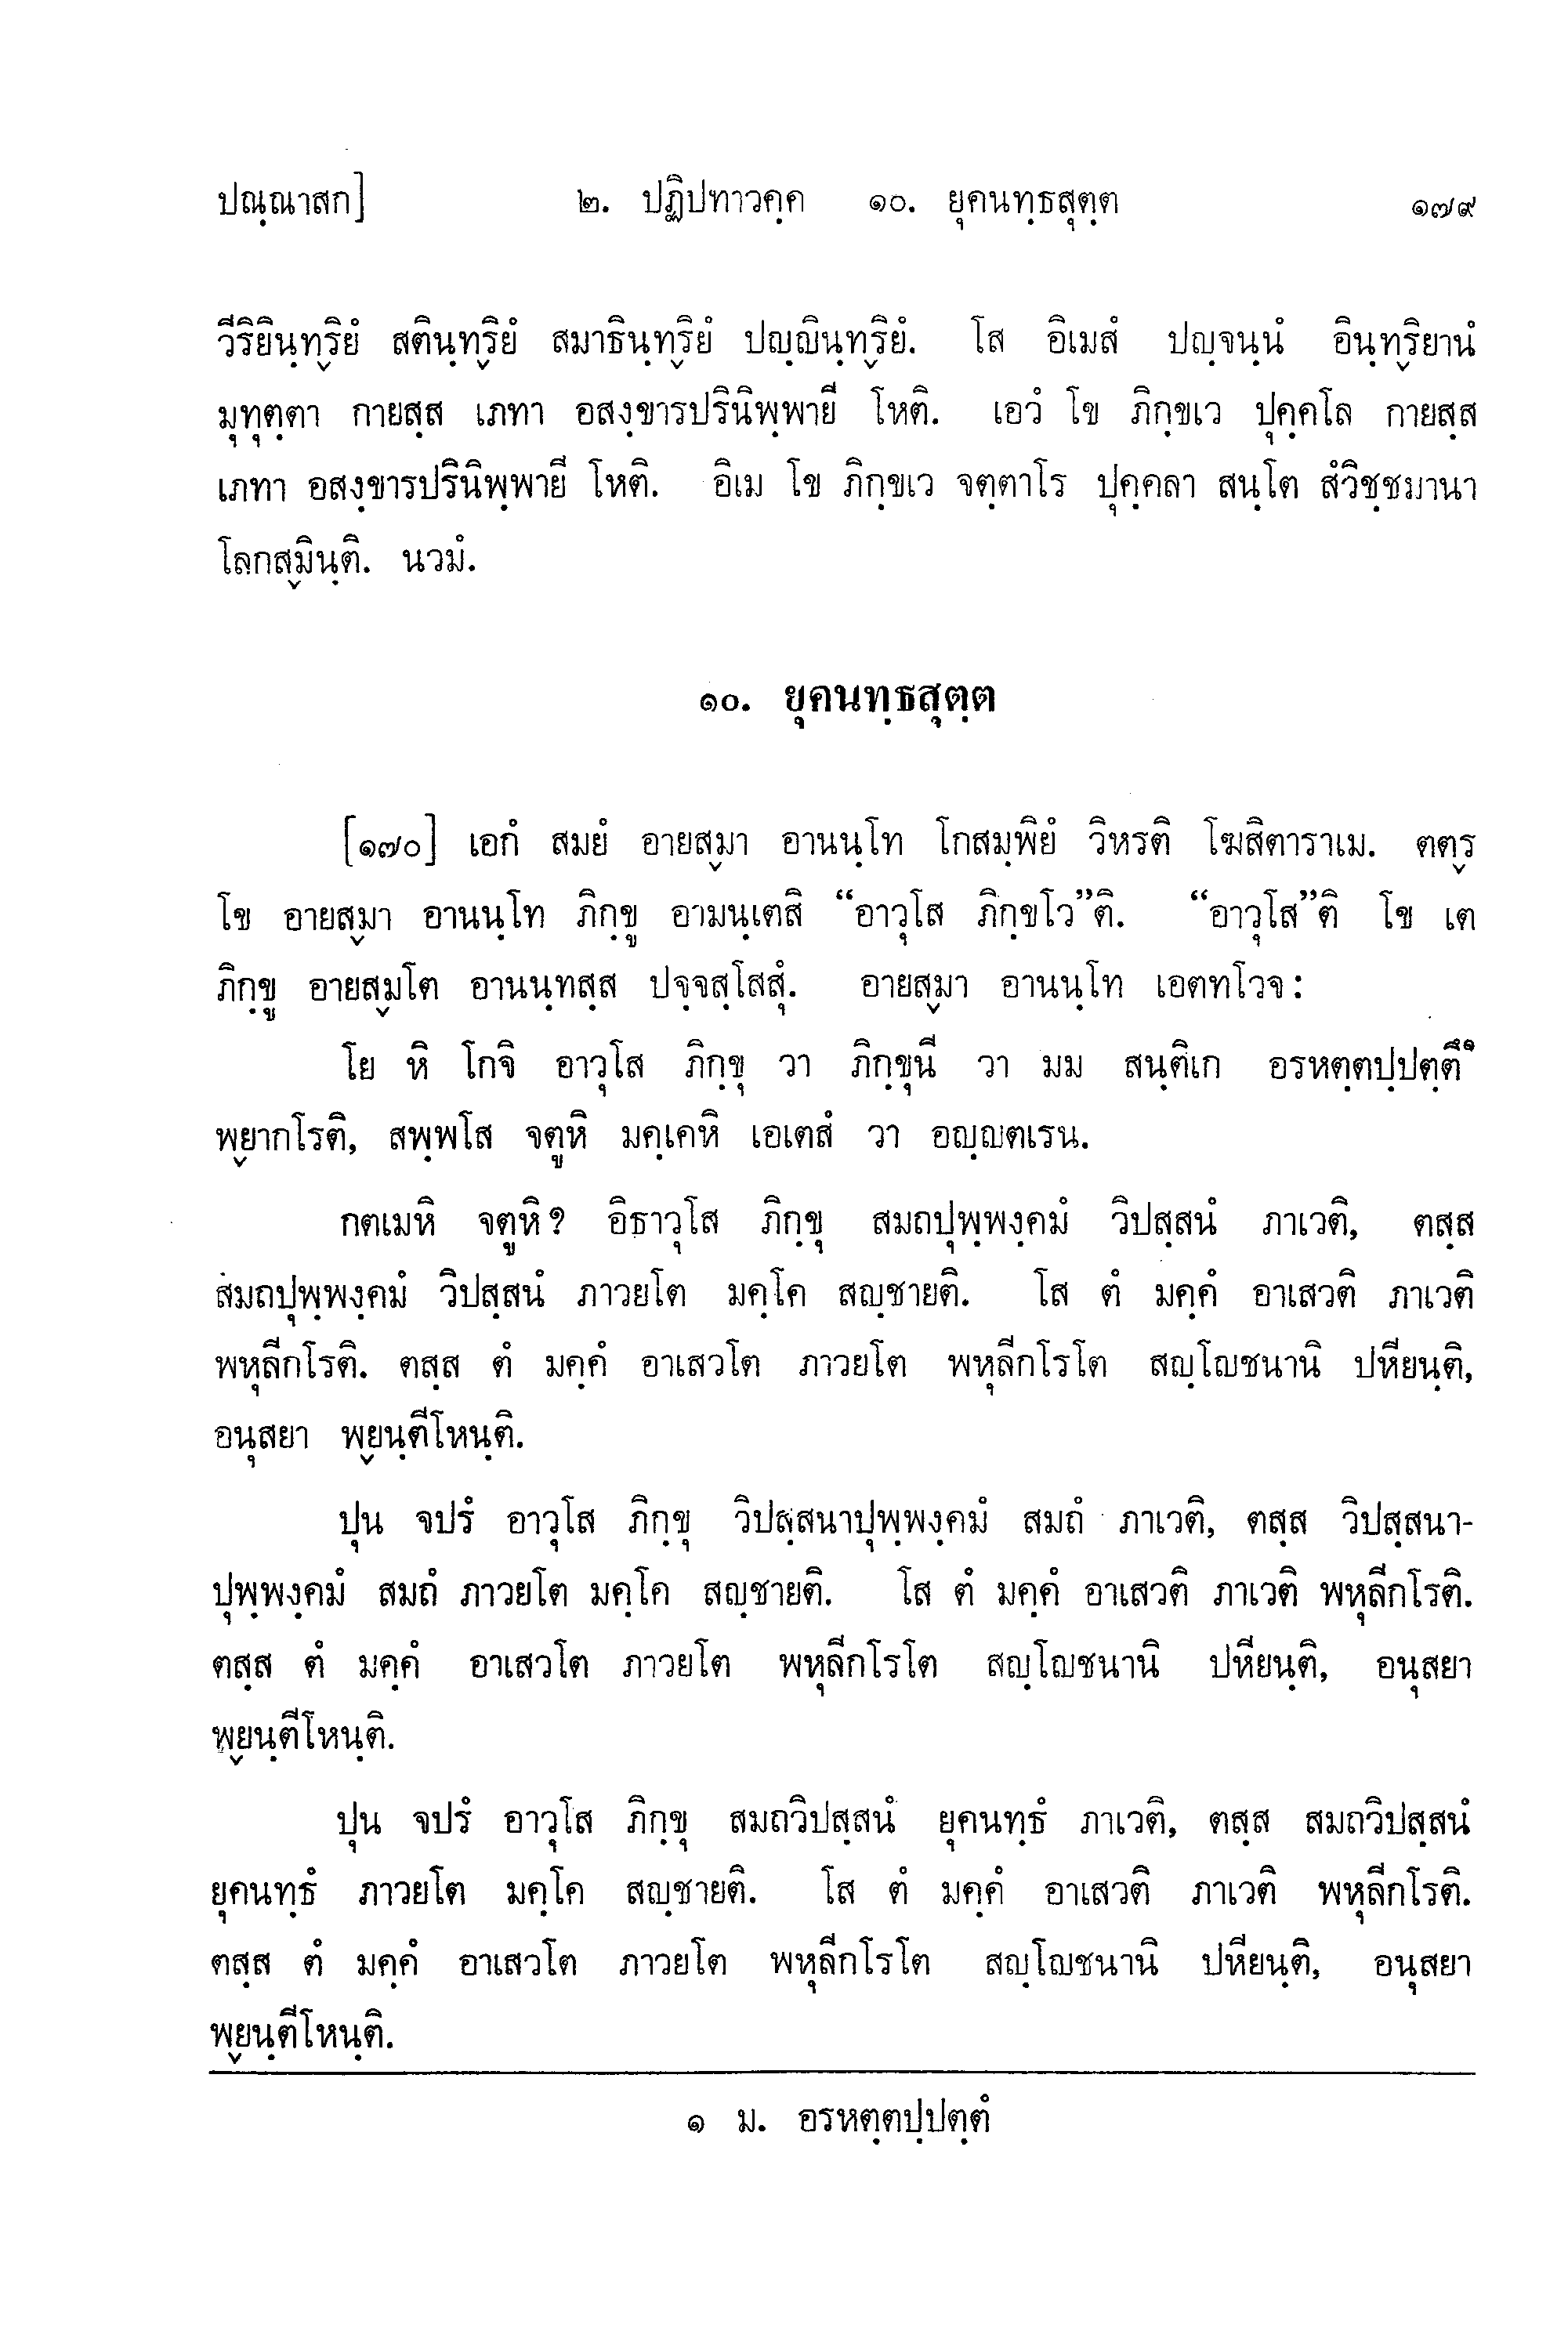 ปณฺณาสก] ๒. ปฏิปทาวคฺค ๑๐. ยุคนทฺธสุตฺต ๑๗๙
วีริยินฺทฺริยํ สตินฺทฺริยํ สมาธินฺทฺริยํ ปญฺญินฺทฺริยํ. โส อิเมสํ ปญฺจนฺนํ อินฺทฺริยานํ
มุทุตฺตา กายสฺส เภทา อสงฺขารปรินิพฺพายี โหติ. เอวํ โข ภิกฺขเว ปุคฺคโล กายสฺส
เภทา อสงฺขารปรินิพฺพายี โหติ. อิเม โข ภิกฺขเว จตฺตาโร ปุคฺคลา สนฺโต สํวิชฺชมานา
โลกสฺมินฺติ. นวมํ.
๑๐. ยุคนทฺธสุตฺต
[๑๗๐] เอกํ สมยํ อายสฺมา อานนฺโท โกสมฺพิยํ วิหรติ โฆสิตาราเม. ตตฺร
โข อายสฺมา อานนฺโท ภิกฺขู อามนฺเตสิ “อาวุโส ภิกฺขโว”ติ. “อาวุโส”ติ โข เต
ภิกฺขู อายสฺมโต อานนฺทสฺส ปจฺจสฺโสสุํ. อายสฺมา อานนฺโท เอตทโวจ:
โย หิ โกจิ อาวุโส ภิกฺขุ วา ภิกฺขุนี วา มม สนฺติเก อรหตฺตปฺปตฺตึ๑
พฺยากโรติ, สพฺพโส จตูหิ มคฺเคหิ เอเตสํ วา อญฺญตเรน.
กตเมหิ จตูหิ? อิธาวุโส ภิกฺขุ สมถปุพฺพงฺคมํ วิปสฺสนํ ภาเวติ, ตสฺส
สมถปุพฺพงฺคมํ วิปสฺสนํ ภาวยโต มคฺโค สญฺชายติ. โส ตํ มคฺคํ อาเสวติ ภาเวติ
พหุลีกโรติ. ตสฺส ตํ มคฺคํ อาเสวโต ภาวยโต พหุลีกโรโต สญฺโญชนานิ ปหียนฺติ,
อนุสยา พฺยนฺตีโหนฺติ.
ปุน จปรํ อาวุโส ภิกฺขุ วิปสฺสนาปุพฺพงฺคมํ สมถํ ภาเวติ, ตสฺส วิปสฺสนา-
ปุพฺพงฺคมํ สมถํ ภาวยโต มคฺโค สญฺชายติ. โส ตํ มคฺคํ อาเสวติ ภาเวติ พหุลีกโรติ.
ตสฺส ตํ มคฺคํ อาเสวโต ภาวยโต พหุลีกโรโต สญฺโญชนานิ ปหียนฺติ, อนุสยา
พฺยนฺตีโหนฺติ.
ปุน จปรํ อาวุโส ภิกฺขุ สมถวิปสฺสนํ ยุคนทฺธํ ภาเวติ, ตสฺส สมถวิปสฺสนํ
ยุคนทฺธํ ภาวยโต มคฺโค สญฺชายติ. โส ตํ มคฺคํ อาเสวติ ภาเวติ พหุลีกโรติ.
ตสฺส ตํ มคฺคํ อาเสวโต ภาวยโต พหุลีกโรโต สญฺโญชนานิ ปหียนฺติ, อนุสยา
พฺยนฺตีโหนฺติ.
๑ ม. อรหตฺตปฺปตฺตํ